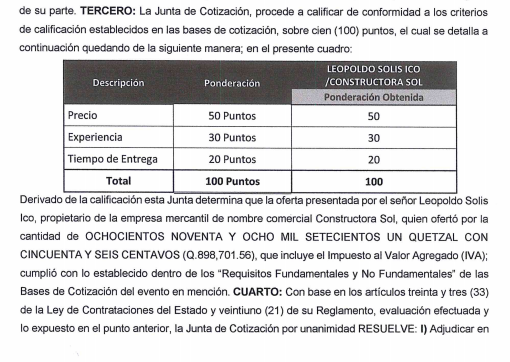 de su parte. TERCERO: La Junta de Cotización, procede a calificar de conformidad a los criterios
de calificación establecidos en las bases de cotización, sobre cien (100) puntos, el cual se detalla a
continuación quedando de la siguiente manera; en el presente cuadro:
Descripción Ponderación LEOPOLDO SOLIS ICO
/CONSTRUCTORA SOL
Ponderación Obtenida
Precio 50 Puntos 50
Experiencia 30 Puntos 30
Tiempo de Entrega 20 Puntos 20
Total 100 Puntos 100
Derivado de la calificación esta Junta determina que la oferta presentada por el señor Leopoldo Solis
Ico, propietario de la empresa mercantil de nombre comercial Constructora Sol, quien ofertó por la
cantidad de OCHOCIENTOS NOVENTA Y OCHO MIL SETECIENTOS UN QUETZAL CON
CINCUENTA Y SEIS CENTAVOS (Q.898,701.56), que incluye el Impuesto al Valor Agregado (IVA);
cumplió con lo establecido dentro de los “Requisitos Fundamentales y No Fundamentales” de las
Bases de Cotización del evento en mención. CUARTO: Con base en los artículos treinta y tres (33)
de la Ley de Contrataciones del Estado y veintiuno (21) de su Reglamento, evaluación efectuada y
lo expuesto en el punto anterior, la Junta de Cotización por unanimidad RESUELVE: I) Adjudicar en